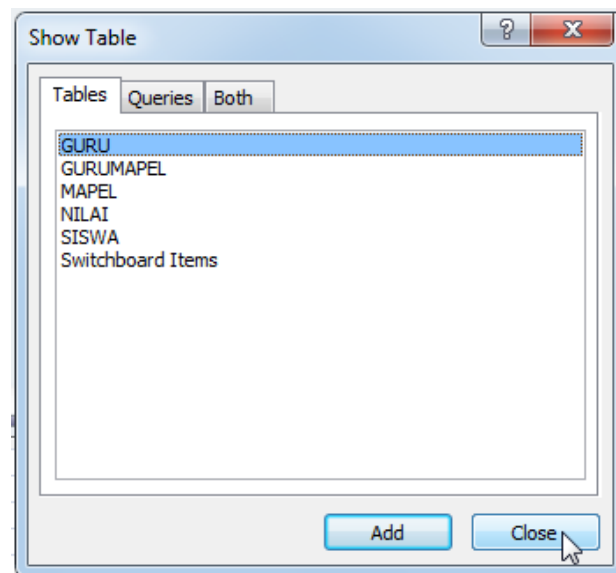 Show Table
Tables Queries Both
GURU
GURUMAPEL
MAPEL
NILAI
SISWA
Switchboard Items
Add Close